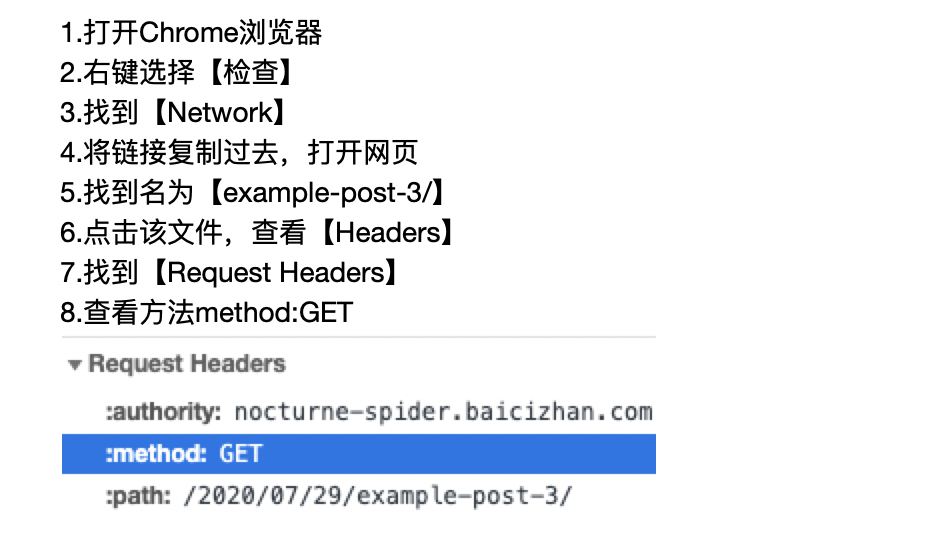 1.打开Chrome浏览器
2.右键选择【检查】
3.找到【Network】
4.将链接复制过去，打开网页
5.找到名为【example-post-3/】
6.点击该文件，查看【Headers】
7.找到【Request Headers】
8.查看方法method:GET
Request Headers
:authority: nocturne-spider.baicizhan.com
:method: GET
:path: /2020/07/29/example-post-3/